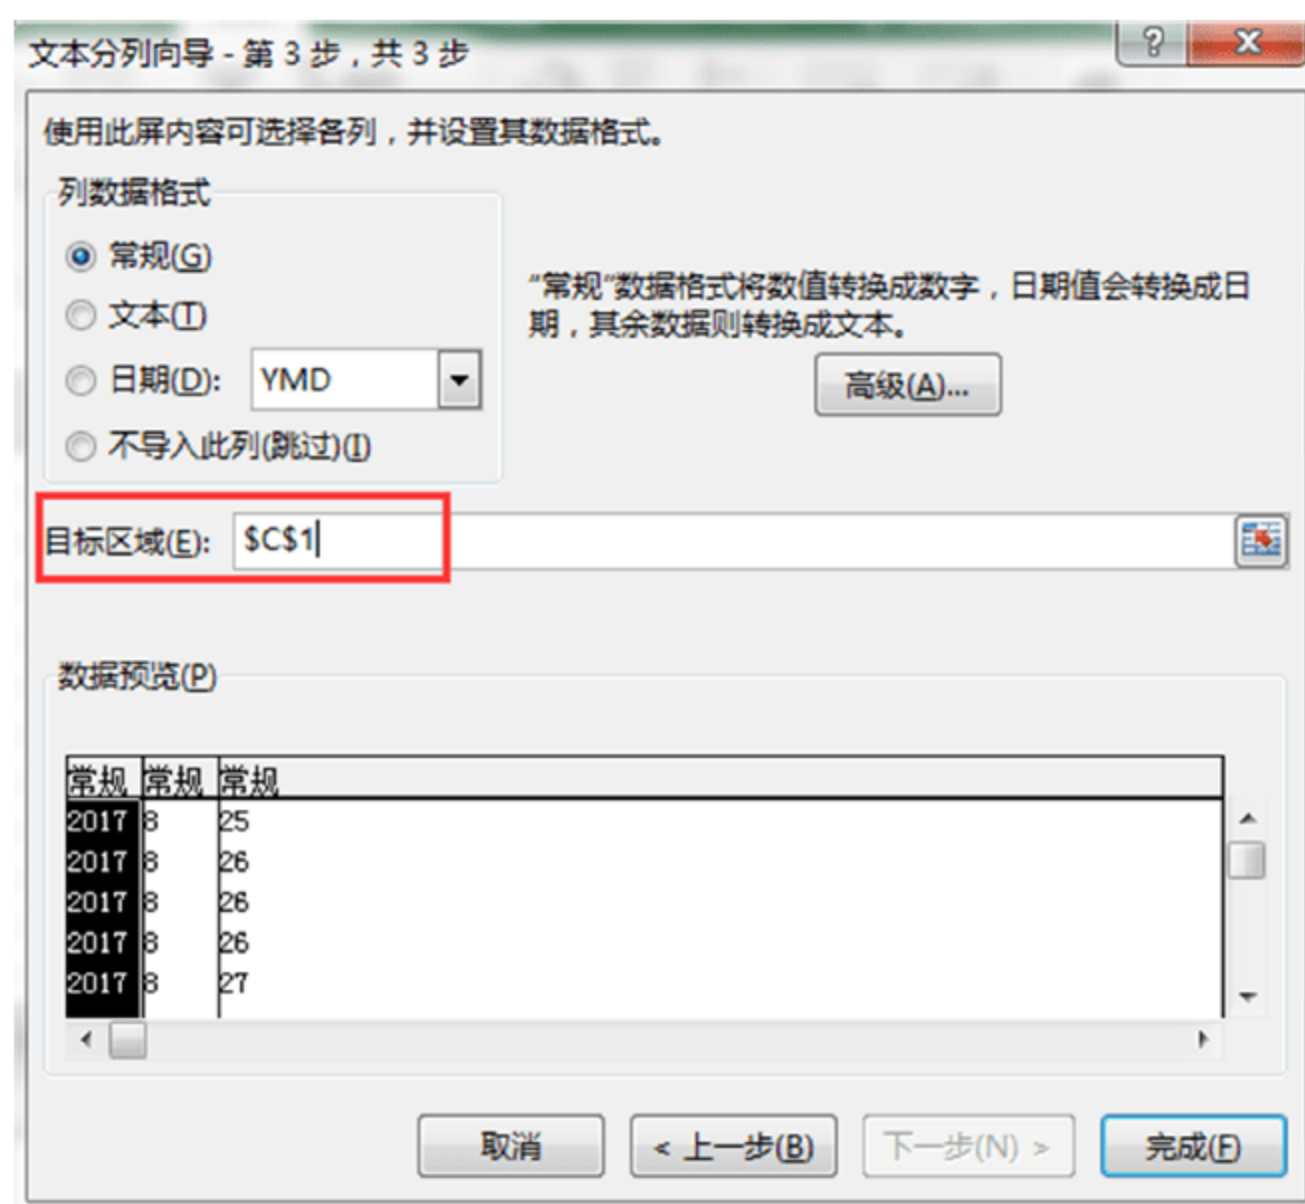 文本分列向导 - 第 3 步，共 3 步
?
使用此屏内容可选择各列，并设置其数据格式。
列数据格式
常规(G)
文本(T)
日期(D): YMD
不导入此列(跳过)(I)
“常规”数据格式将数值转换成数字，日期值会转换成日
期，其余数据则转换成文本。
高级(A)...
目标区域(E): $C$1
数据预览(P)
常规 常规 常规
2017 8 25
2017 8 26
2017 8 26
2017 8 26
2017 8 27
取消 < 上一步(B) 下一步(N) > 完成(F)